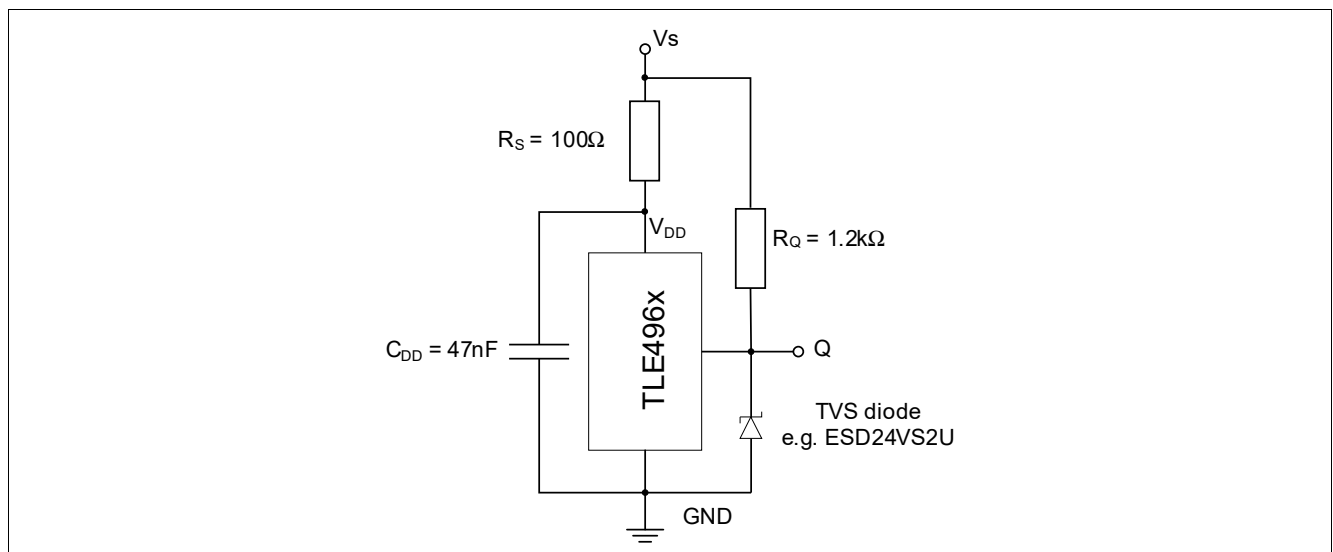 Vs
RS = 100Ω
VDD
RQ = 1.2kΩ
TLE496x
CDD = 47nF
Q
TVS diode
e.g. ESD24VS2U
GND